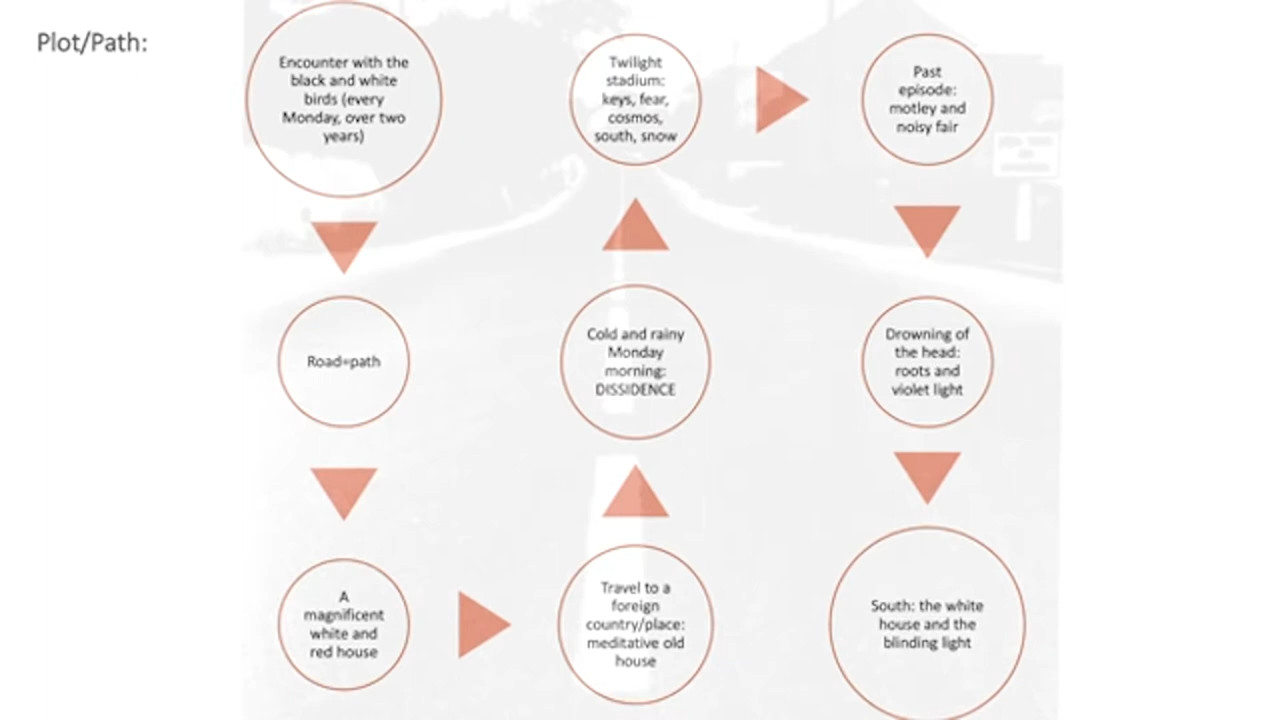 Plot/Path:
Encounter with the
black and white
birds (every
Monday, over two
years)
Road=path
A
magnificent
white and
red house
Travel to a
foreign
country/place:
meditative old
house
Cold and rainy
Monday
morning:
DISSIDENCE
Twilight
stadium:
keys, fear,
cosmos,
south, snow
Past
episode:
motley and
noisy fair
Drowning of
the head:
roots and
violet light
South: the white
house and the
blinding light